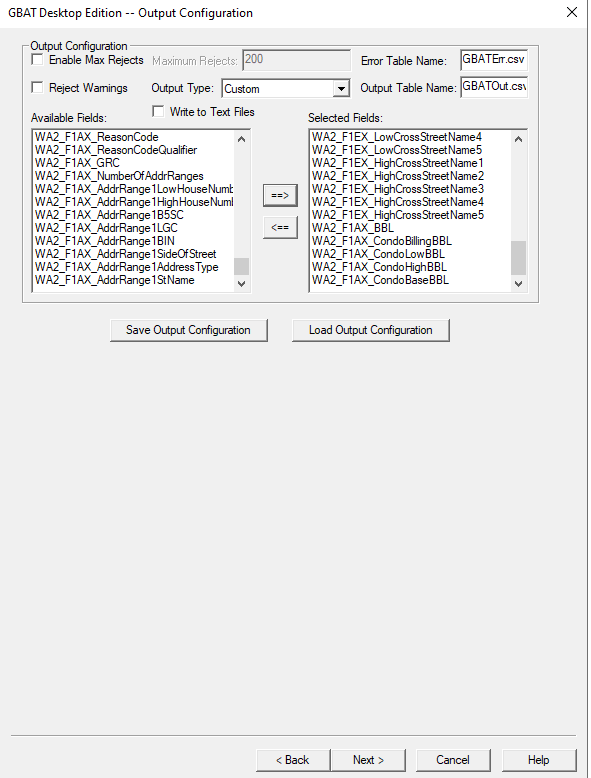 GBAT Desktop Edition -- Output Configuration
Output Configuration
Enable Max Rejects Maximum Rejects: 200 Error Table Name: GBATErr.csv
Reject Warnings Output Type: Custom Output Table Name: GBATOut.csv
Write to Text Files
Available Fields: Selected Fields:
WA2_F1AX_ReasonCode
WA2_F1AX_ReasonCodeQualifier
WA2_F1AX_GRC
WA2_F1AX_NumberOfAddrRanges
WA2_F1AX_AddrRange1LowHouseNumb
WA2_F1AX_AddrRange1HighHouseNuml
WA2_F1AX_AddrRange1B5SC
WA2_F1AX_AddrRange1LGC
WA2_F1AX_AddrRange1BIN
WA2_F1AX_AddrRange1SideOfStreet
WA2_F1AX_AddrRange1AddressType
WA2_F1AX_AddrRange1StName
==>
<==
WA2_F1EX_LowCrossStreetName4
WA2_F1EX_LowCrossStreetName5
WA2_F1EX_HighCrossStreetName1
WA2_F1EX_HighCrossStreetName2
WA2_F1EX_HighCrossStreetName3
WA2_F1EX_HighCrossStreetName4
WA2_F1EX_HighCrossStreetName5
WA2_F1AX_BBL
WA2_F1AX_CondoBillingBBL
WA2_F1AX_CondoLowBBL
WA2_F1AX_CondoHighBBL
WA2_F1AX_CondoBaseBBL
Save Output Configuration Load Output Configuration
< Back Next > Cancel Help